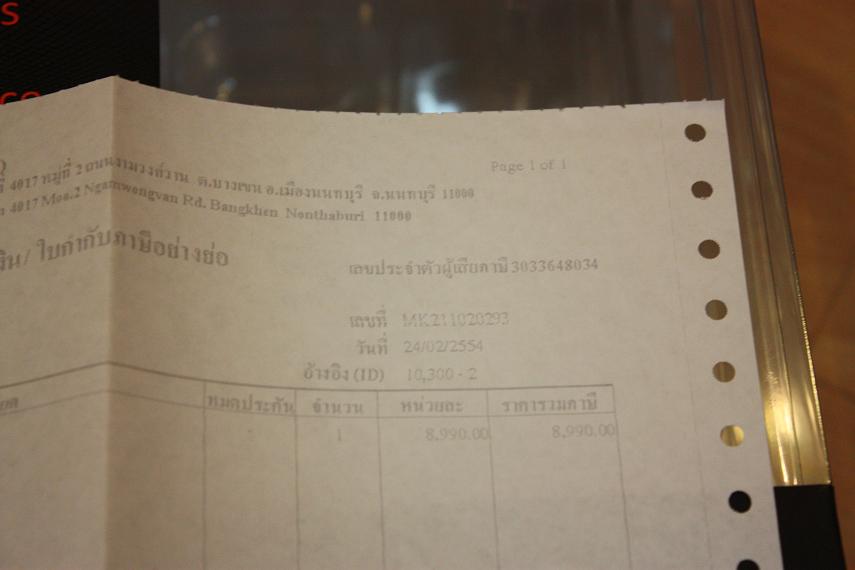 s
Page 1 of 1
4017 หมู่ที่ 2 ถนนงามวงศ์วาน ต.บางเขน อ.เมืองนนทบุรี จ.นนทบุรี 11000
4017 Moo.2 Ngamwongvan Rd. Bangkhen Nonthaburi 11000
งิน/ ใบกำกับภาษีอย่างย่อ
เลขประจำตัวผู้เสียภาษี 3033648034
เลขที่ MK211020293
วันที่ 24/02/2554
อ้างอิง (ID) 10,300 - 2
หมดประกัน จำนวน หน่วยละ ราคารวมภาษี
1 8,990.00 8,990.00